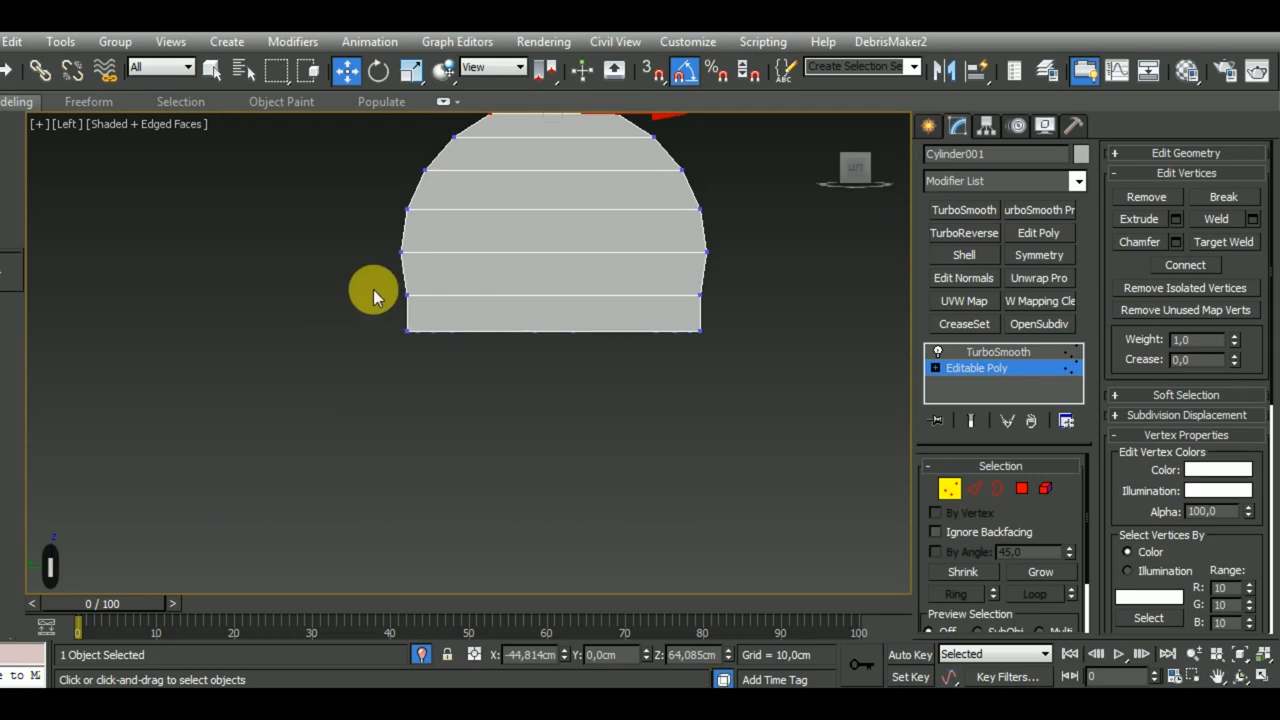 Edit Tools Group Views Create Modifiers Animation Graph Editors Rendering Civil View Customize Scripting Help DebrisMaker2
All View 3 Create Selection Se
deling Freeform Selection Object Paint Populate
[+] [Left] [Shaded + Edged Faces]
LEFT
z
Cylinder001
Modifier List
TurboSmooth urboSmooth Pr
TurboReverse Edit Poly
Shell Symmetry
Edit Normals Unwrap Pro
UVW Map W Mapping Cle
CreaseSet OpenSubdiv
TurboSmooth
Editable Poly
- Selection
By Vertex
Ignore Backfacing
By Angle: 45,0
Shrink Grow
Ring Loop
Preview Selection
Off SubObj Multi
+ Edit Geometry
- Edit Vertices
Remove Break
Extrude Weld
Chamfer Target Weld
Connect
Remove Isolated Vertices
Remove Unused Map Verts
Weight: 1,0
Crease: 0,0
+ Soft Selection
+ Subdivision Displacement
- Vertex Properties
Edit Vertex Colors
Color:
Illumination:
Alpha: 100,0
Select Vertices By
Color
Illumination Range:
R: 10
G: 10
Select B: 10
< 0 / 100 >
0 10 20 30 40 50 60 70 80 90 100
1 Object Selected X: -44,814cm Y: 0,0cm Z: 64,085cm Grid = 10,0cm Auto Key Selected
Click or click-and-drag to select objects Add Time Tag Set Key Key Filters... 0